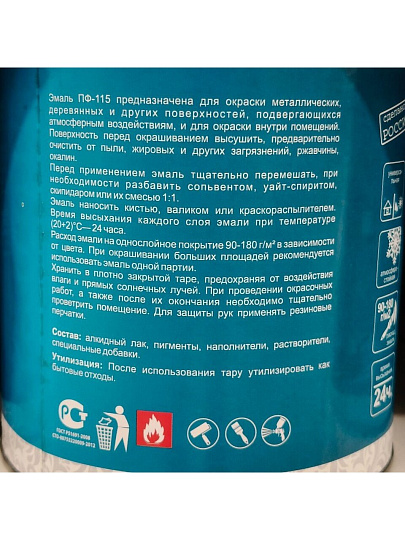 Эмаль ПФ-115 предназначена для окраски металлических,
деревянных и других поверхностей, подвергающихся
атмосферным воздействиям, и для окраски внутри помещений.
Поверхность перед окрашиванием высушить, предварительно
очистить от пыли, жировых и других загрязнений, ржавчины,
окалин.
Перед применением эмаль тщательно перемешать, при
необходимости разбавить сольвентом, уайт-спиритом,
скипидаром или их смесью 1:1.
Эмаль наносить кистью, валиком или краскораспылителем.
Время высыхания каждого слоя эмали при температуре
(20±2)°С—24 часа.
Расход эмали на однослойное покрытие 90-180 г/м² в зависимости
от цвета. При окрашивании больших площадей рекомендуется
использовать эмаль одной партии.
Хранить в плотно закрытой таре, предохраняя от воздействия
влаги и прямых солнечных лучей. При проведении окрасочных
работ, а также после их окончания необходимо тщательно
проветрить помещение. Для защиты рук применять резиновые
перчатки.
Состав: алкидный лак, пигменты, наполнители, растворители,
специальные добавки.
Утилизация: После использования тару утилизировать как
бытовые отходы.
90-180
г/м²
24